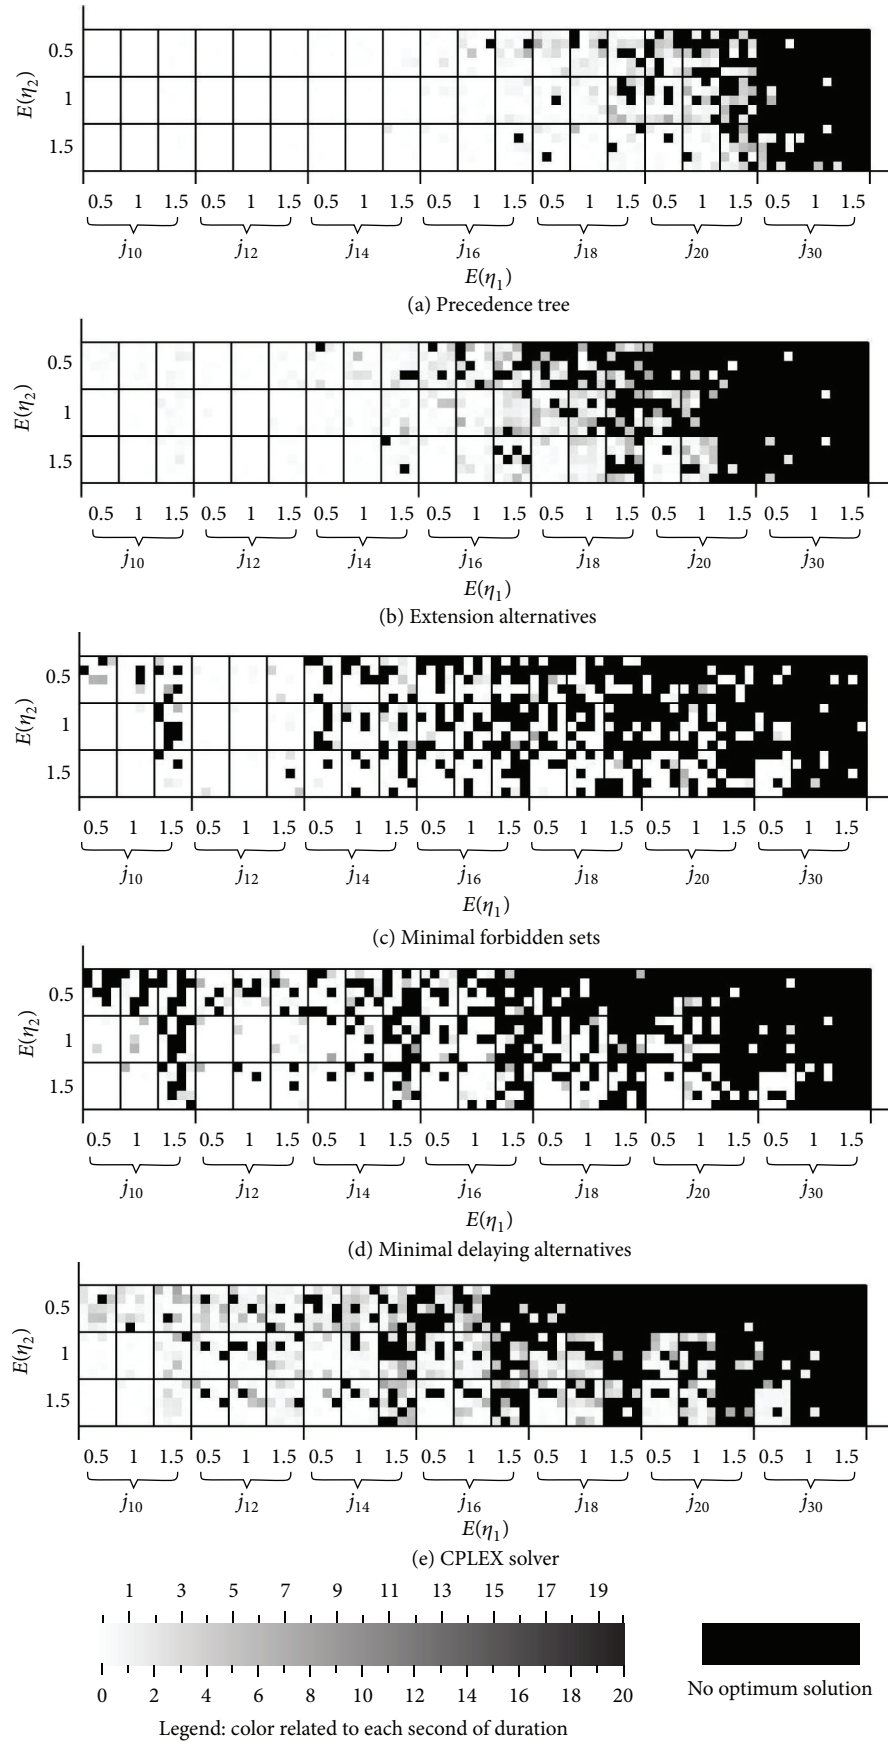 0.5
1
1.5
E(η₂)
0.5 1 1.5 0.5 1 1.5 0.5 1 1.5 0.5 1 1.5 0.5 1 1.5 0.5 1 1.5 0.5 1 1.5
j₁₀ j₁₂ j₁₄ j₁₆ j₁₈ j₂₀ j₃₀
E(η₁)
(a) Precedence tree
0.5
1
1.5
E(η₂)
0.5 1 1.5 0.5 1 1.5 0.5 1 1.5 0.5 1 1.5 0.5 1 1.5 0.5 1 1.5 0.5 1 1.5
j₁₀ j₁₂ j₁₄ j₁₆ j₁₈ j₂₀ j₃₀
E(η₁)
(b) Extension alternatives
0.5
1
1.5
E(η₂)
0.5 1 1.5 0.5 1 1.5 0.5 1 1.5 0.5 1 1.5 0.5 1 1.5 0.5 1 1.5 0.5 1 1.5
j₁₀ j₁₂ j₁₄ j₁₆ j₁₈ j₂₀ j₃₀
E(η₁)
(c) Minimal forbidden sets
0.5
1
1.5
E(η₂)
0.5 1 1.5 0.5 1 1.5 0.5 1 1.5 0.5 1 1.5 0.5 1 1.5 0.5 1 1.5 0.5 1 1.5
j₁₀ j₁₂ j₁₄ j₁₆ j₁₈ j₂₀ j₃₀
E(η₁)
(d) Minimal delaying alternatives
0.5
1
1.5
E(η₂)
0.5 1 1.5 0.5 1 1.5 0.5 1 1.5 0.5 1 1.5 0.5 1 1.5 0.5 1 1.5 0.5 1 1.5
j₁₀ j₁₂ j₁₄ j₁₆ j₁₈ j₂₀ j₃₀
E(η₁)
(e) CPLEX solver
1 3 5 7 9 11 13 15 17 19
0 2 4 6 8 10 12 14 16 18 20
No optimum solution
Legend: color related to each second of duration